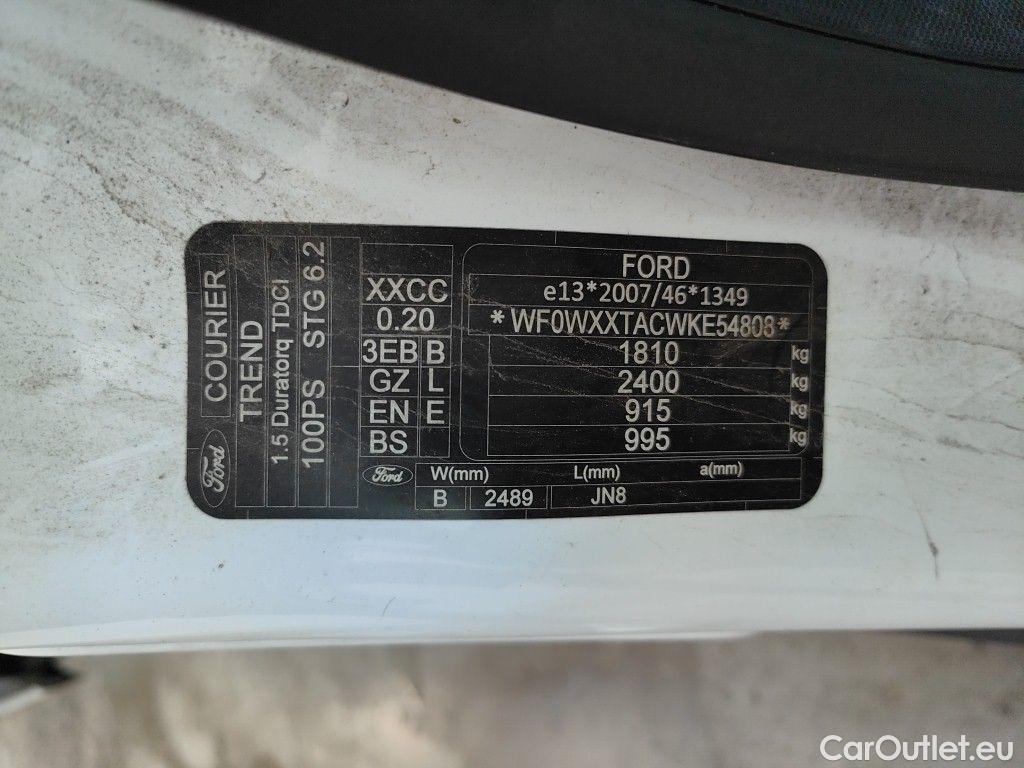 COURIER
TREND
1.5 Duratorq TDCI
100PS STG 6.2
Ford
XXCC
0.20
3EB B
GZ L
EN E
BS
FORD
e13*2007/46*1349
*WF0WXXTACWKE54808*
1810 kg
2400 kg
915 kg
995 kg
Ford W(mm) L(mm) a(mm)
B 2489 JN8
CarOutlet.eu